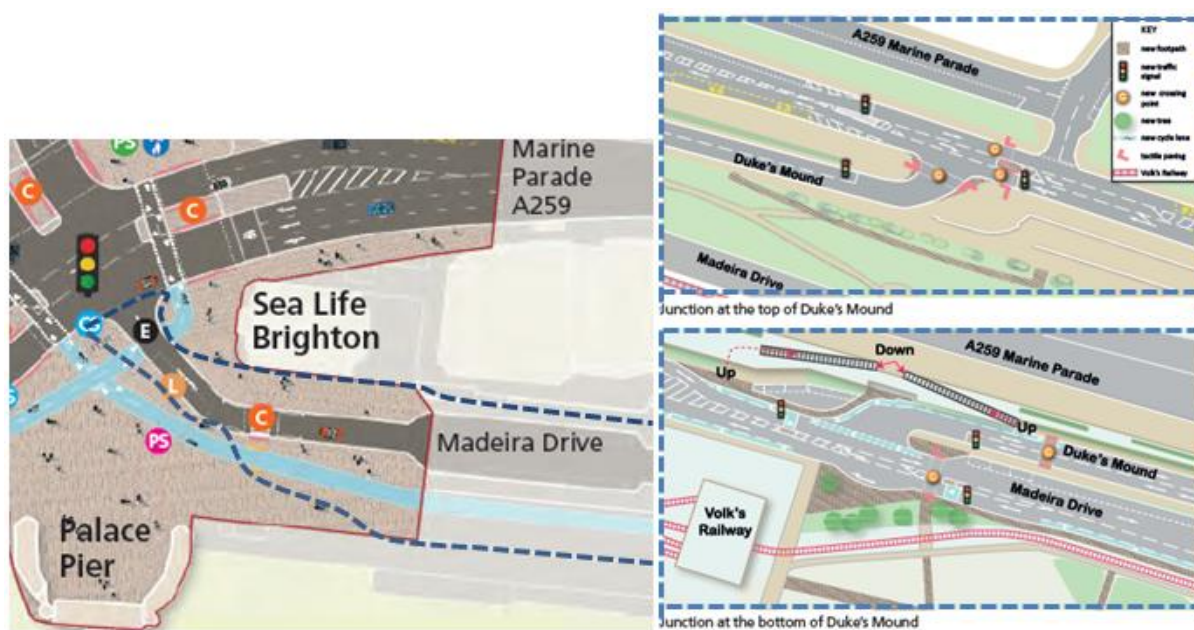 PS
C
C
Marine
Parade
A259
Sea Life
Brighton
CS
E
L
C
PS
Madeira Drive
Palace
Pier
A259 Marine Parade
Duke's Mound
Madeira Drive
KEY
new footpath
new traffic
signal
new crossing
point
new tree
new cycle lane
tactile paving
Volk's Railway
Junction at the top of Duke's Mound
Down
A259 Marine Parade
Up
Up
Duke's Mound
Madeira Drive
Volk's
Railway
Junction at the bottom of Duke's Mound